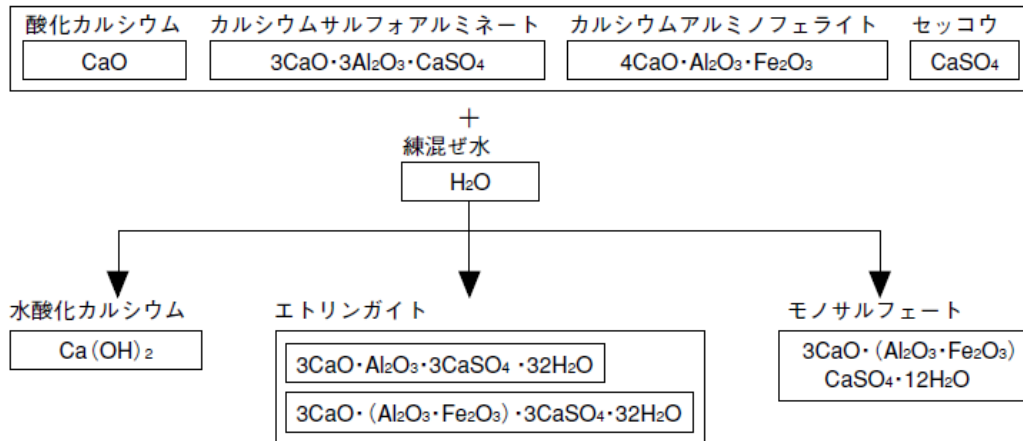 酸化カルシウム カルシウムサルフォアルミネート カルシウムアルミノフェライト セッコウ
CaO 3CaO・3Al₂O₃・CaSO₄ 4CaO・Al₂O₃・Fe₂O₃ CaSO₄
+
練混ぜ水
H₂O
水酸化カルシウム エトリンガイト モノサルフェート
Ca(OH)₂
3CaO・Al₂O₃・3CaSO₄・32H₂O
3CaO・(Al₂O₃・Fe₂O₃)・3CaSO₄・32H₂O
3CaO・(Al₂O₃・Fe₂O₃)
CaSO₄・12H₂O